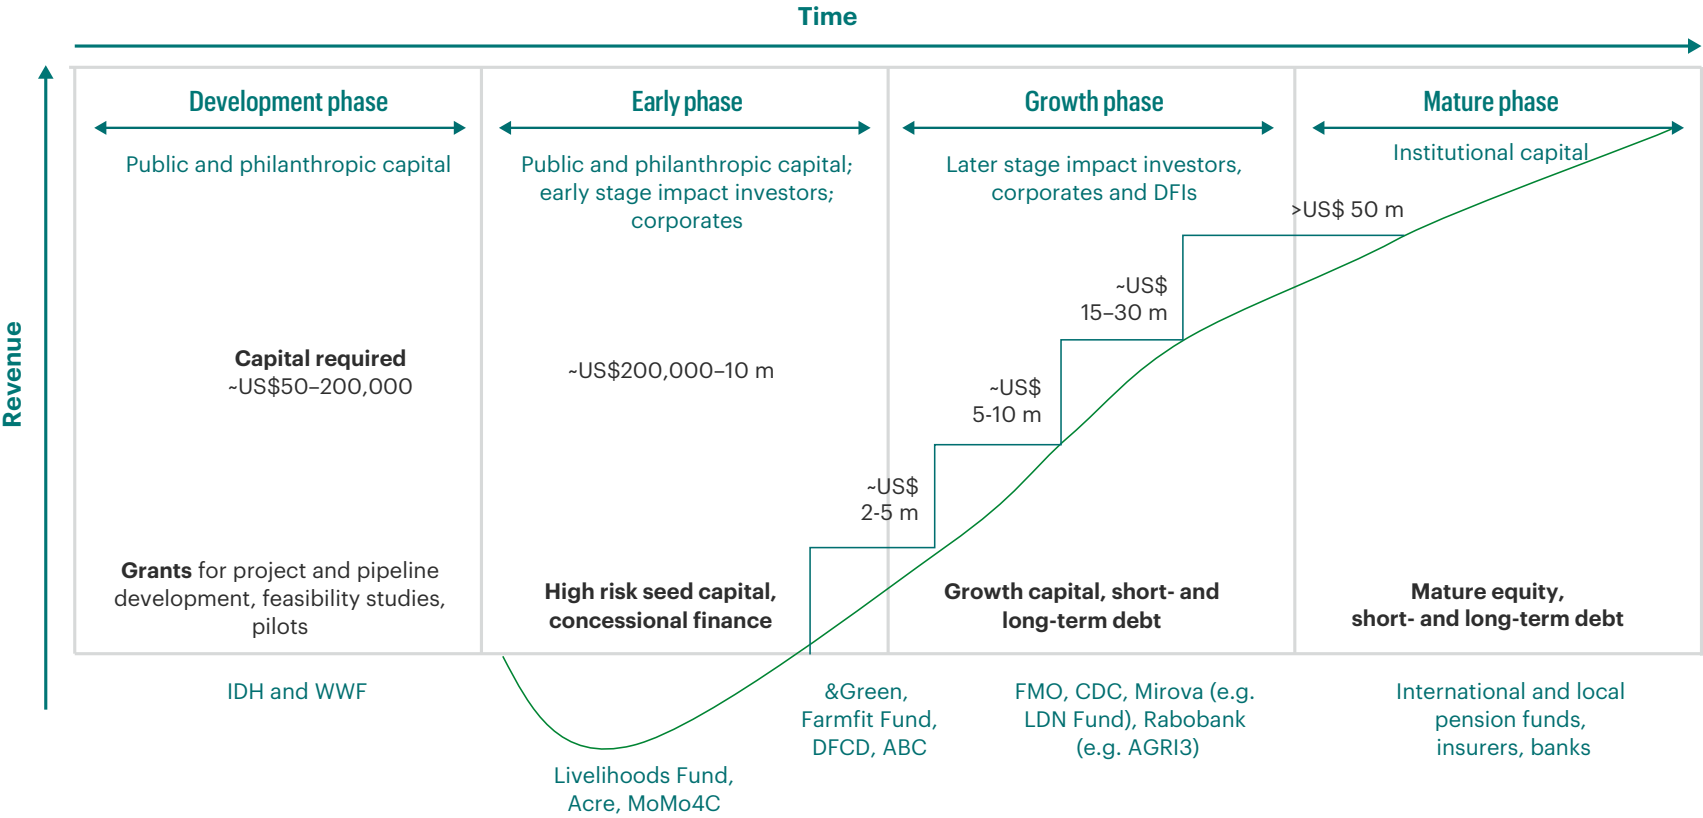 Time
Revenue
Development phase
Public and philanthropic capital
Capital required
~US$50–200,000
Grants for project and pipeline
development, feasibility studies,
pilots
IDH and WWF
Early phase
Public and philanthropic capital;
early stage impact investors;
corporates
~US$200,000–10 m
High risk seed capital,
concessional finance
Livelihoods Fund,
Acre, MoMo4C
~US$
2-5 m
&Green,
Farmfit Fund,
DFCD, ABC
Growth phase
Later stage impact investors,
corporates and DFIs
~US$
5-10 m
~US$
15–30 m
Growth capital, short- and
long-term debt
FMO, CDC, Mirova (e.g.
LDN Fund), Rabobank
(e.g. AGRI3)
Mature phase
Institutional capital
>US$ 50 m
Mature equity,
short- and long-term debt
International and local
pension funds,
insurers, banks